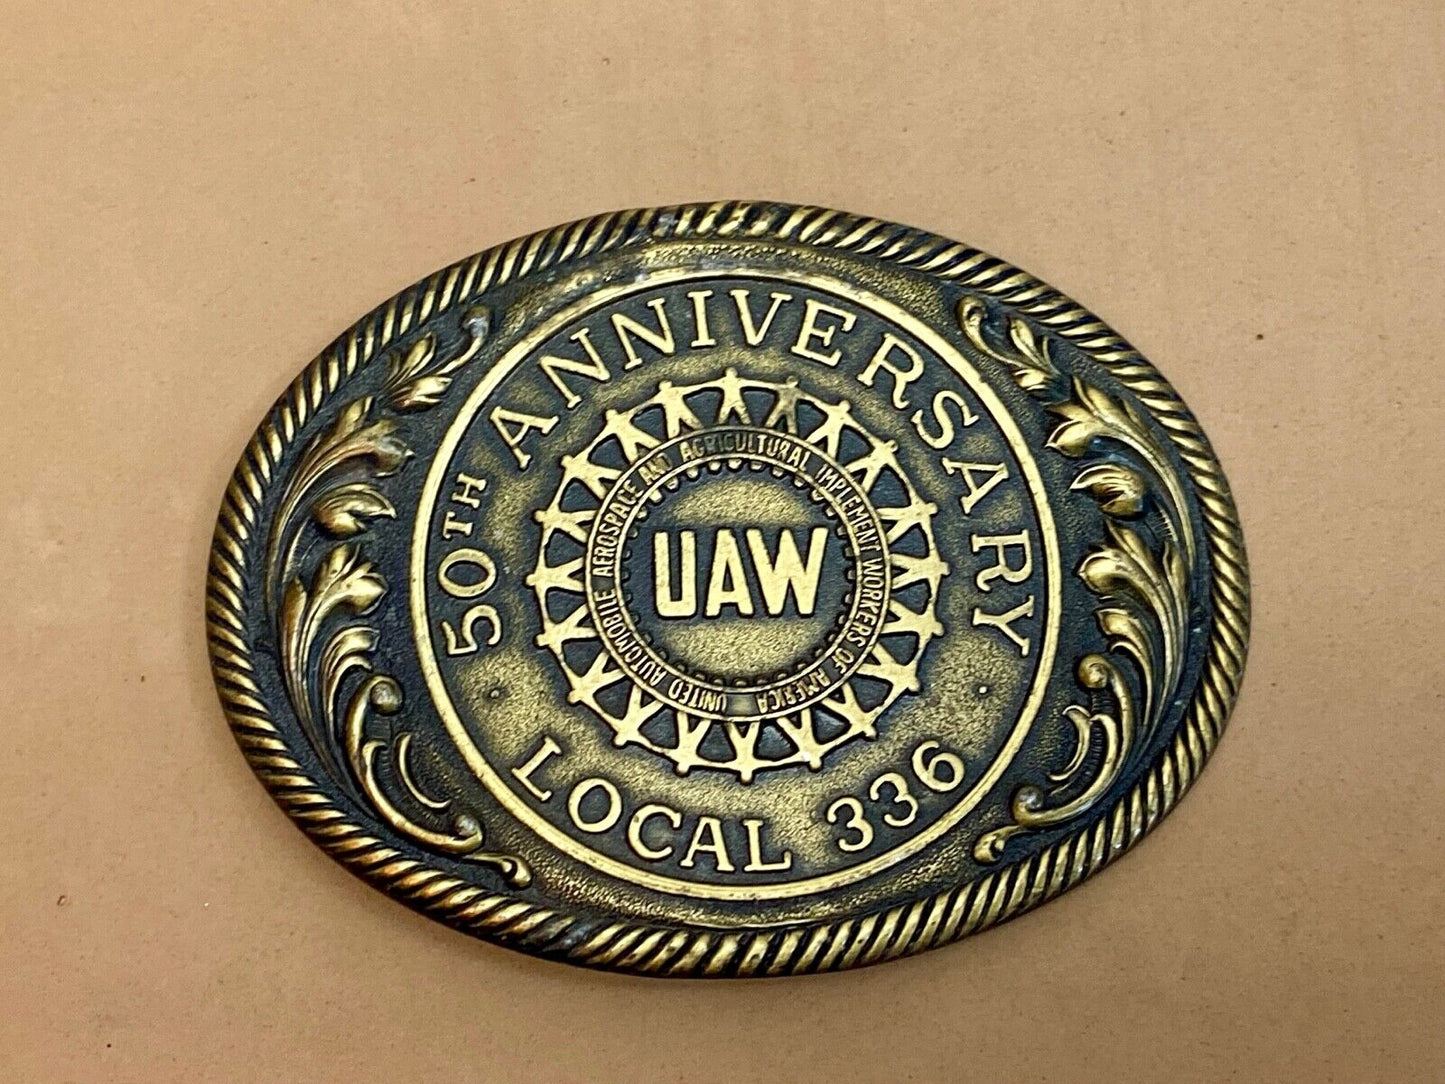 50TH ANNIVERSARY
UNITED AUTOMOBILE AEROSPACE AND AGRICULTURAL IMPLEMENT WORKERS OF AMERICA
UAW
LOCAL 336